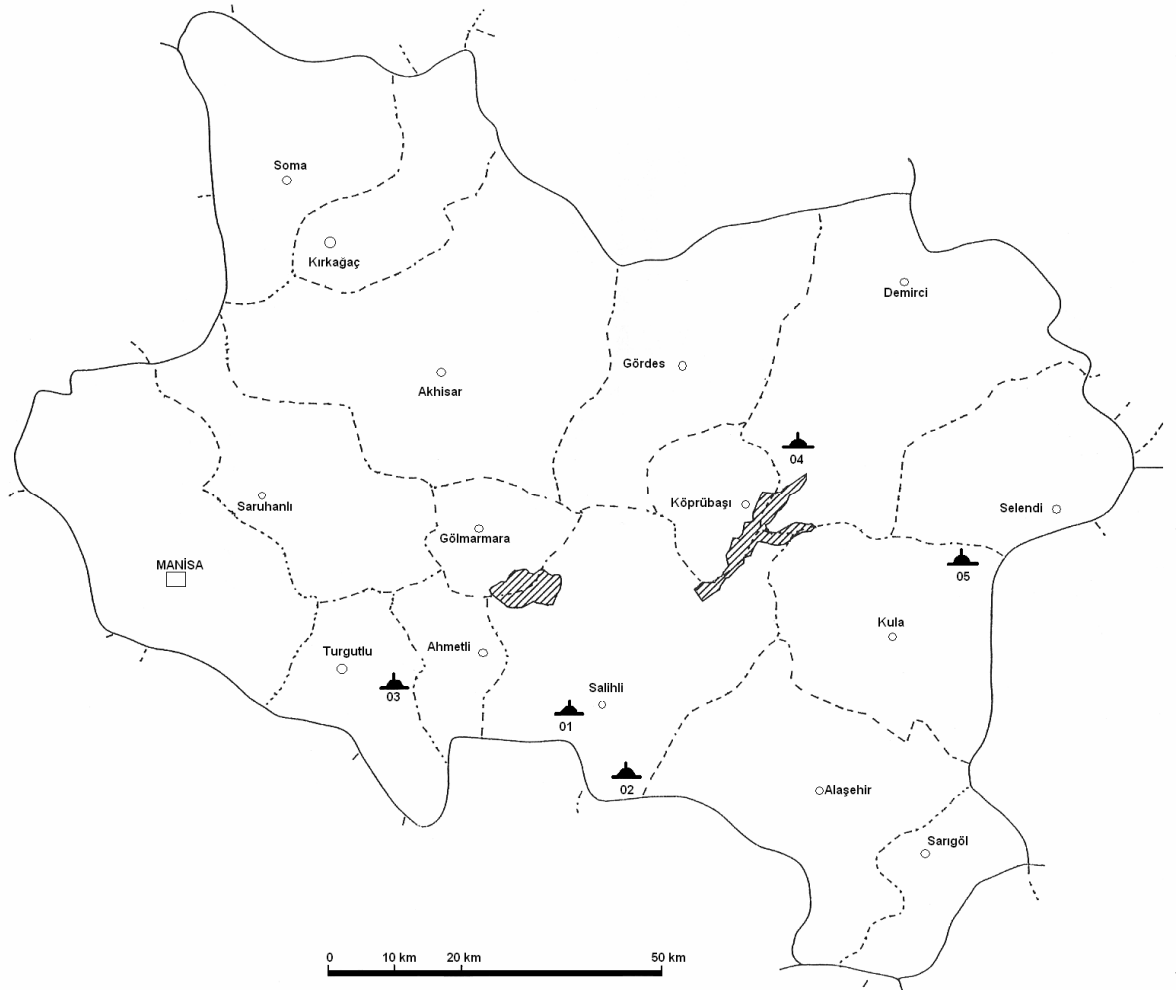 Soma
Kırkağaç
Demirci
Gördes
Akhisar
04
Köprübaşı
Saruhanlı
Selendi
Gölmarmara
MANİSA
05
Kula
Turgutlu
Ahmetli
03
Salihli
01
02
Alaşehir
Sarıgöl
0 10 km 20 km 50 km